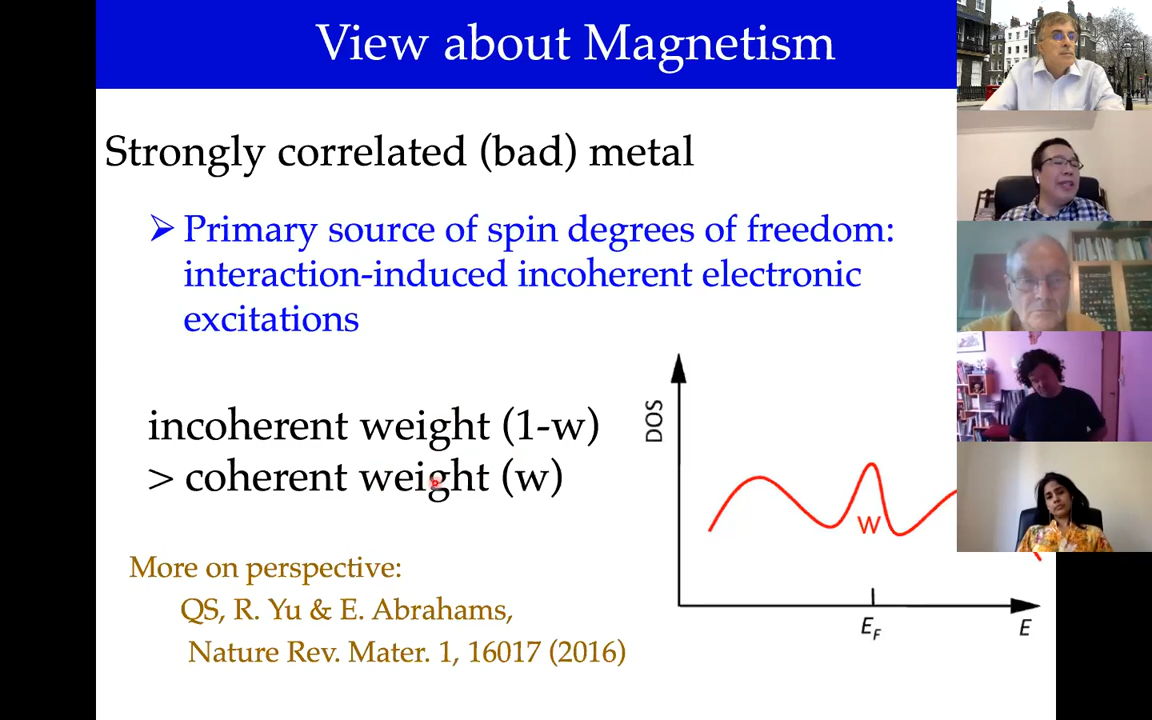 View about Magnetism
Strongly correlated (bad) metal
➢ Primary source of spin degrees of freedom:
interaction-induced incoherent electronic
excitations
incoherent weight (1-w)
> coherent weight (w)
More on perspective:
QS, R. Yu & E. Abrahams,
Nature Rev. Mater. 1, 16017 (2016)
DOS
W
E_F
E